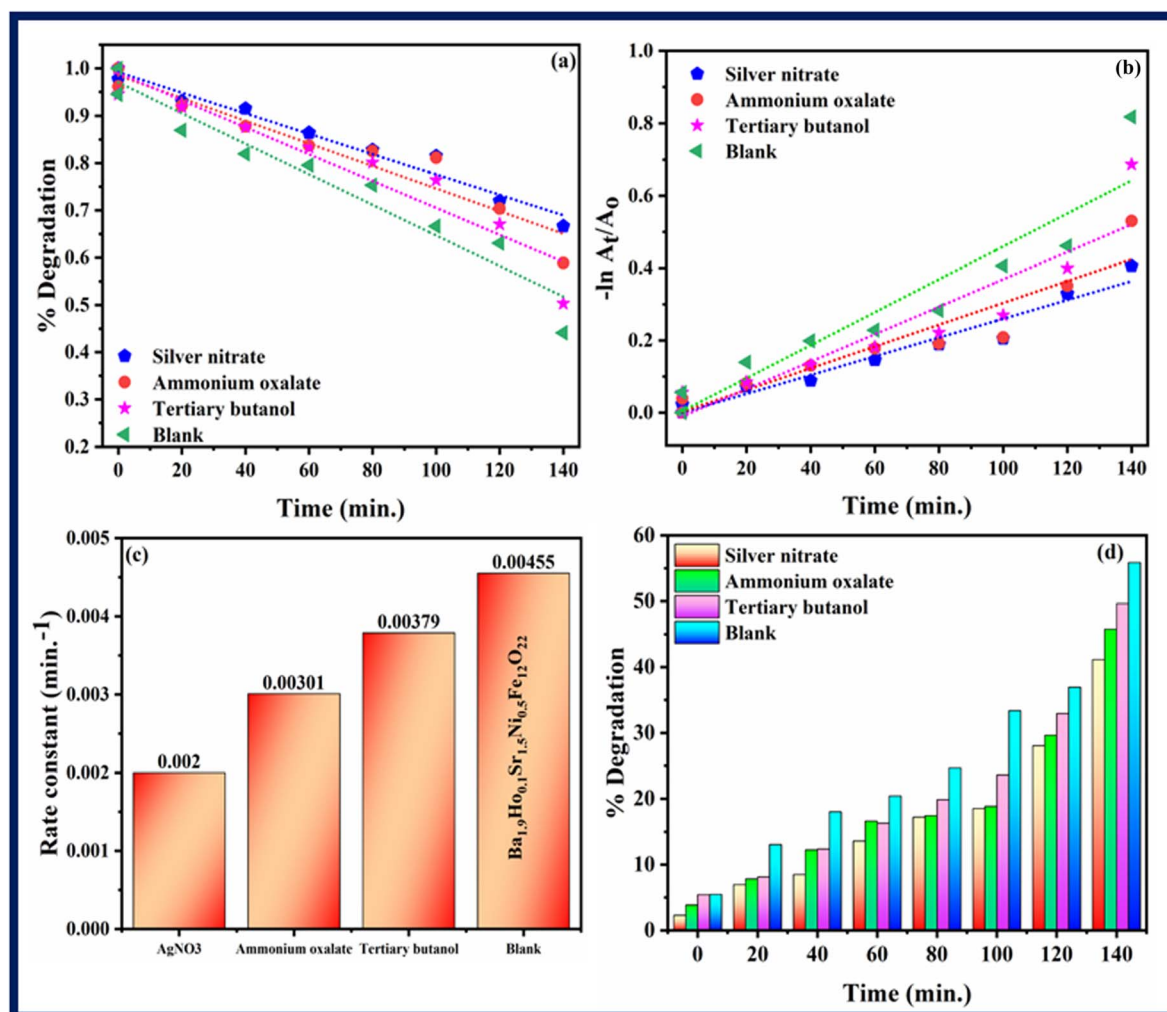 (a)
% Degradation
1.0
0.9
0.8
0.7
0.6
0.5
0.4
0.3
0.2
Silver nitrate
Ammonium oxalate
Tertiary butanol
Blank
0 20 40 60 80 100 120 140
Time (min.)
(b)
-ln At/Ao
1.0
0.8
0.6
0.4
0.2
0.0
Silver nitrate
Ammonium oxalate
Tertiary butanol
Blank
0 20 40 60 80 100 120 140
Time (min.)
(c)
Rate constant (min.-1)
0.005
0.004
0.003
0.002
0.001
0.000
0.002
0.00301
0.00379
0.00455
Ba1.9Ho0.1Sr1.5Ni0.5Fe12O22
AgNO3 Ammonium oxalate Tertiary butanol Blank
(d)
% Degradation
60
50
40
30
20
10
0
Silver nitrate
Ammonium oxalate
Tertiary butanol
Blank
0 20 40 60 80 100 120 140
Time (min.)